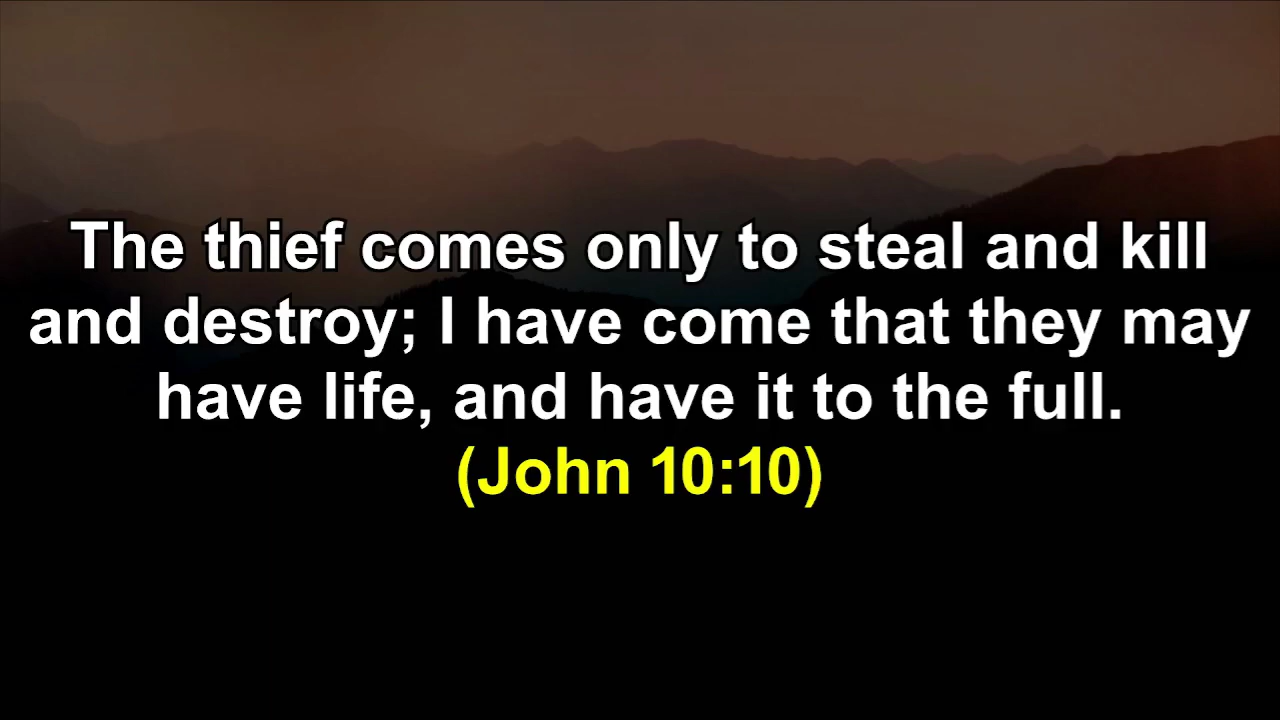 The thief comes only to steal and kill
and destroy; I have come that they may
have life, and have it to the full.
(John 10:10)